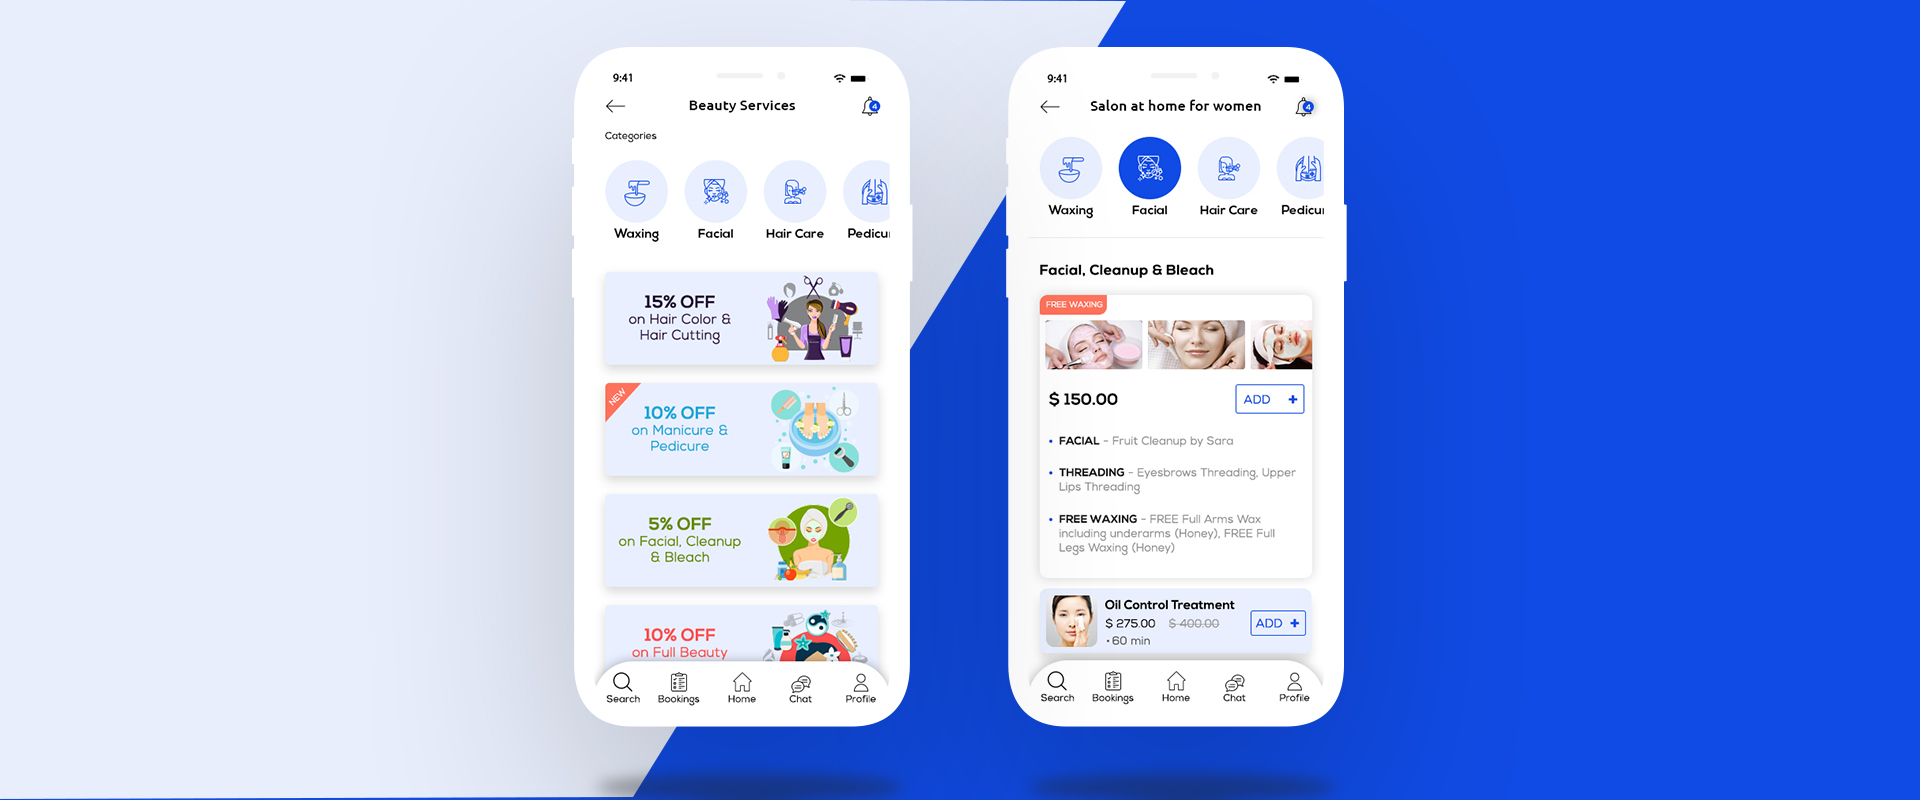 9:41
Beauty Services
4
Categories
Waxing
Facial
Hair Care
Pedicu
15% OFF
on Hair Color &
Hair Cutting
NEW
10% OFF
on Manicure &
Pedicure
5% OFF
on Facial, Cleanup
& Bleach
10% OFF
on Full Beauty
Search
Bookings
Home
Chat
Profile
9:41
Salon at home for women
4
Waxing
Facial
Hair Care
Pedicur
Facial, Cleanup & Bleach
FREE WAXING
$ 150.00
ADD +
• FACIAL - Fruit Cleanup by Sara
• THREADING - Eyesbrows Threading, Upper
Lips Threading
• FREE WAXING - FREE Full Arms Wax
including underarms (Honey), FREE Full
Legs Waxing (Honey)
Oil Control Treatment
$ 275.00 $ 400.00
ADD +
• 60 min
Search
Bookings
Home
Chat
Profile